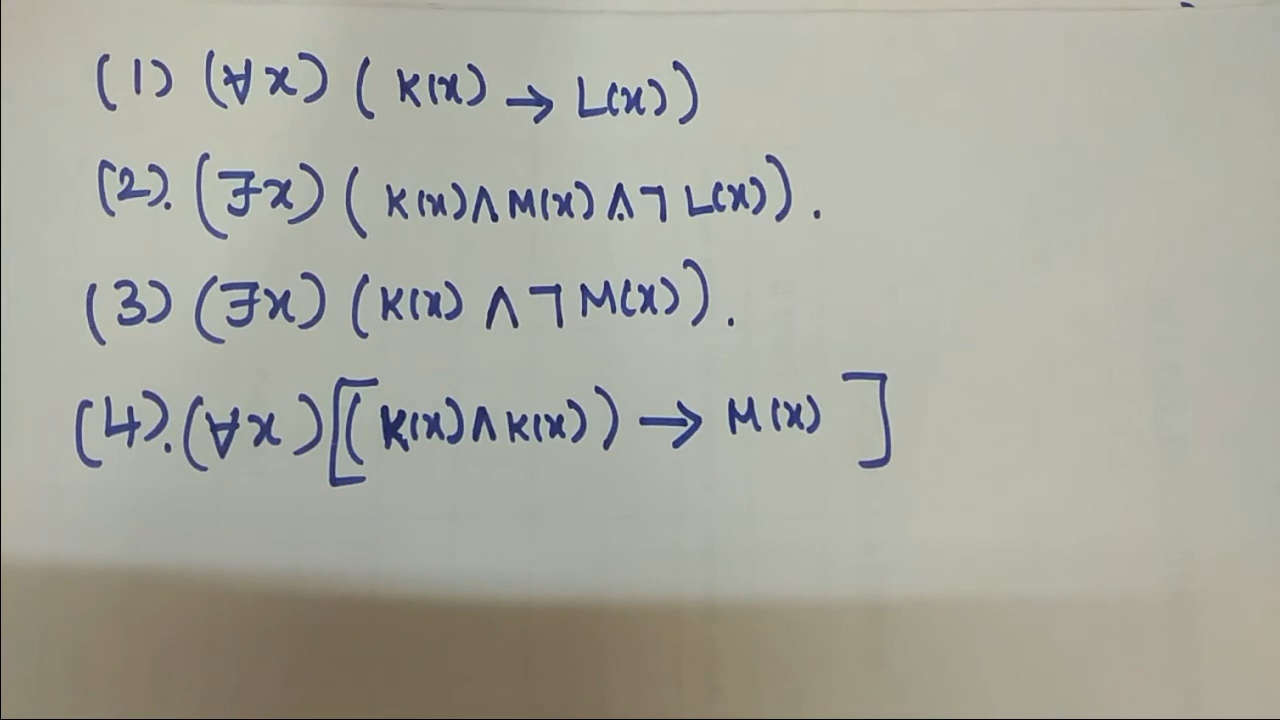 (1) (∀x) ( K(x) → L(x))
(2). (∃x) ( K(x) ∧ M(x) ∧ ¬ L(x)).
(3) (∃x) (K(x) ∧ ¬ M(x)).
(4). (∀x) [(K(x) ∧ K(x)) → M(x) ]